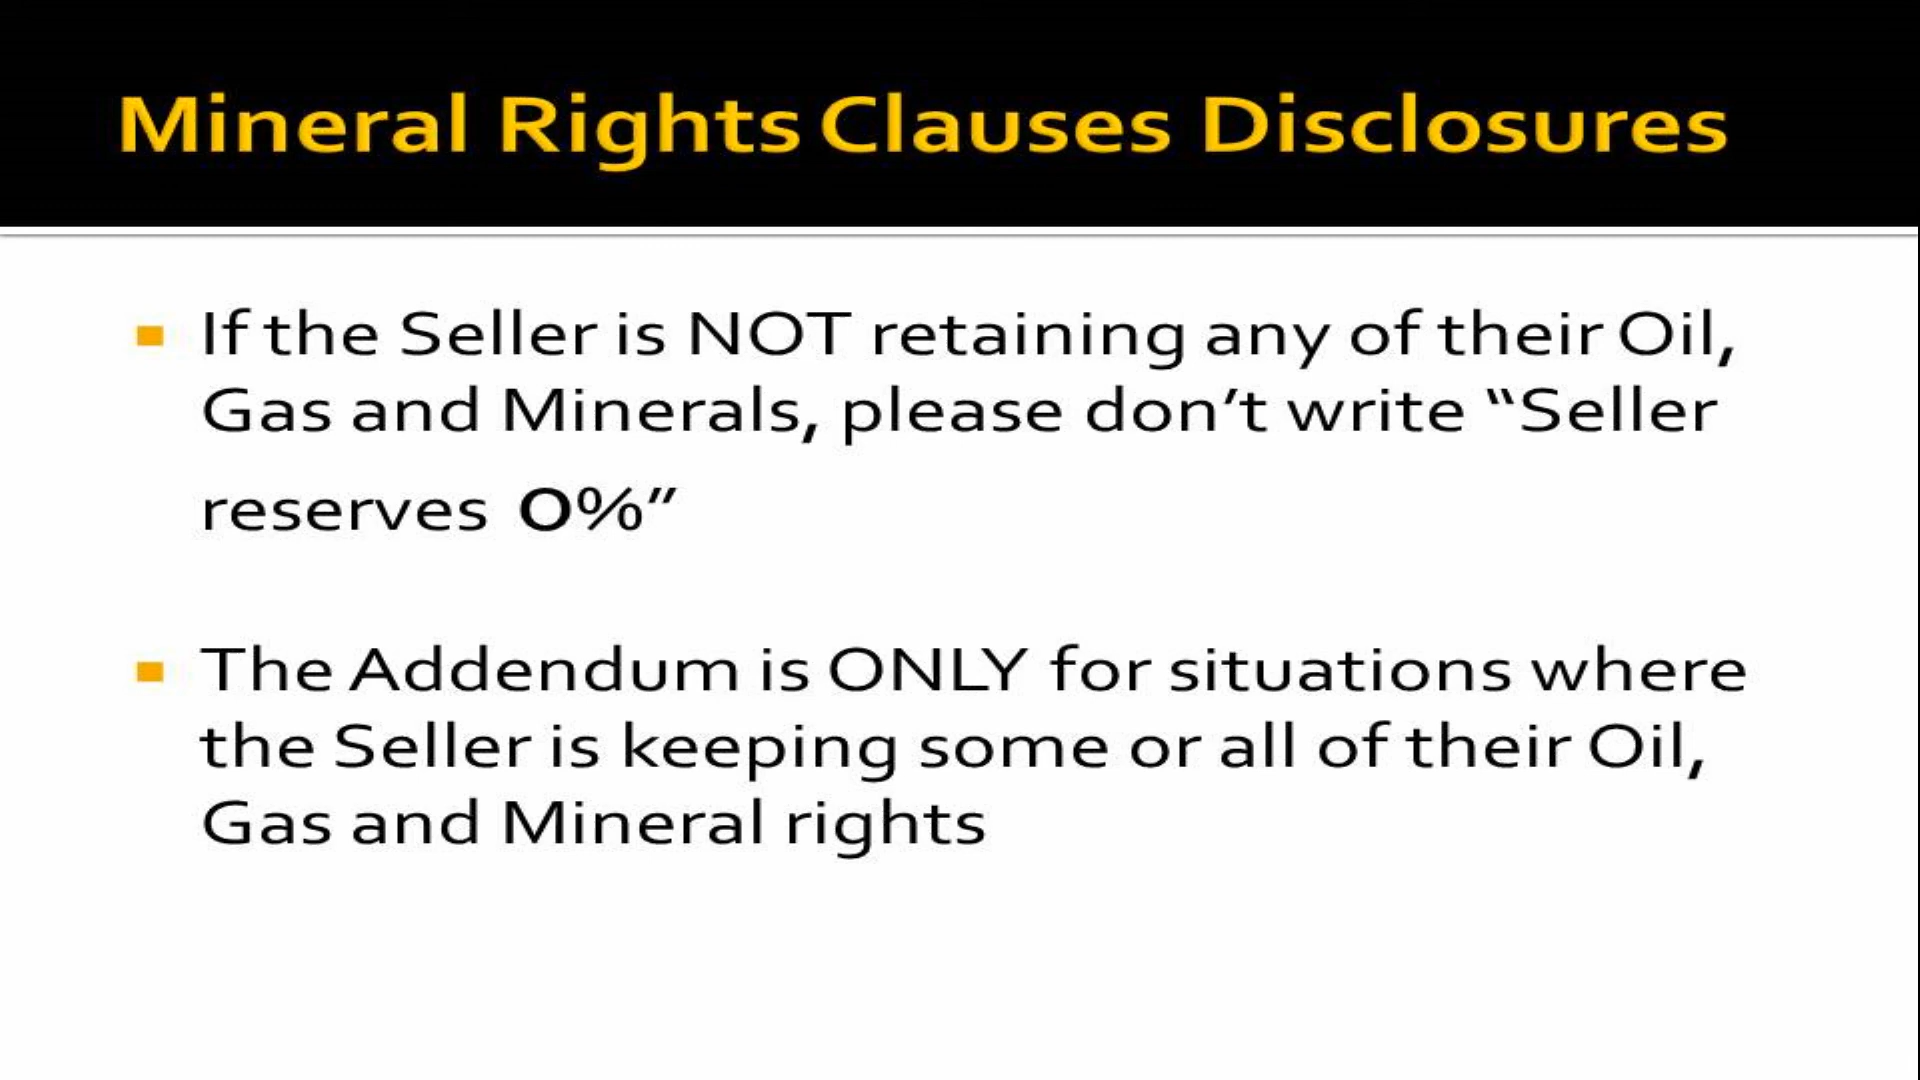 Mineral Rights Clauses Disclosures
If the Seller is NOT retaining any of their Oil,
Gas and Minerals, please don’t write “Seller
reserves 0%”
The Addendum is ONLY for situations where
the Seller is keeping some or all of their Oil,
Gas and Mineral rights